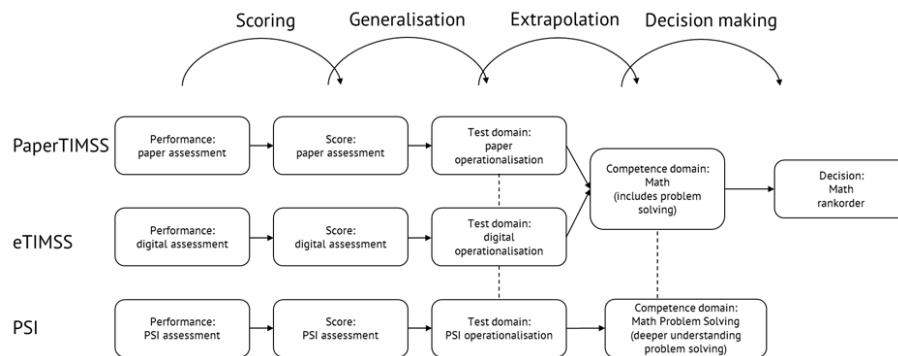 Scoring
Generalisation
Extrapolation
Decision making
PaperTIMSS
Performance:
paper assessment
Score:
paper assessment
Test domain:
paper
operationalisation
Competence domain:
Math
(includes problem
solving)
Decision:
Math
rankorder
eTIMSS
Performance:
digital assessment
Score:
digital assessment
Test domain:
digital
operationalisation
PSI
Performance:
PSI assessment
Score:
PSI assessment
Test domain:
PSI operationalisation
Competence domain:
Math Problem Solving
(deeper understanding
problem solving)